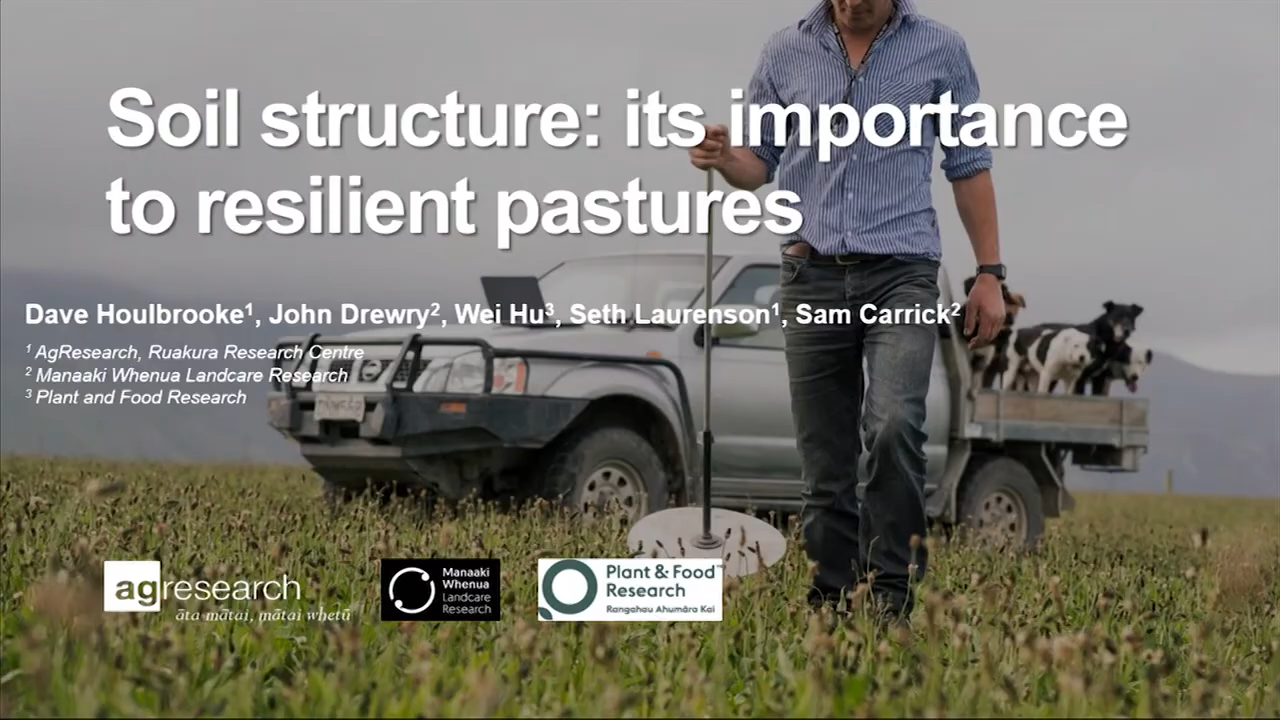 Soil structure: its importance
to resilient pastures
Dave Houlbrooke¹, John Drewry², Wei Hu³, Seth Laurenson¹, Sam Carrick²
¹ AgResearch, Ruakura Research Centre
² Manaaki Whenua Landcare Research
³ Plant and Food Research
agresearch
āta mātai, mātai whetū
Manaaki
Whenua
Landcare
Research
Plant & Food™
Research
Rangahau Ahumāra Kai